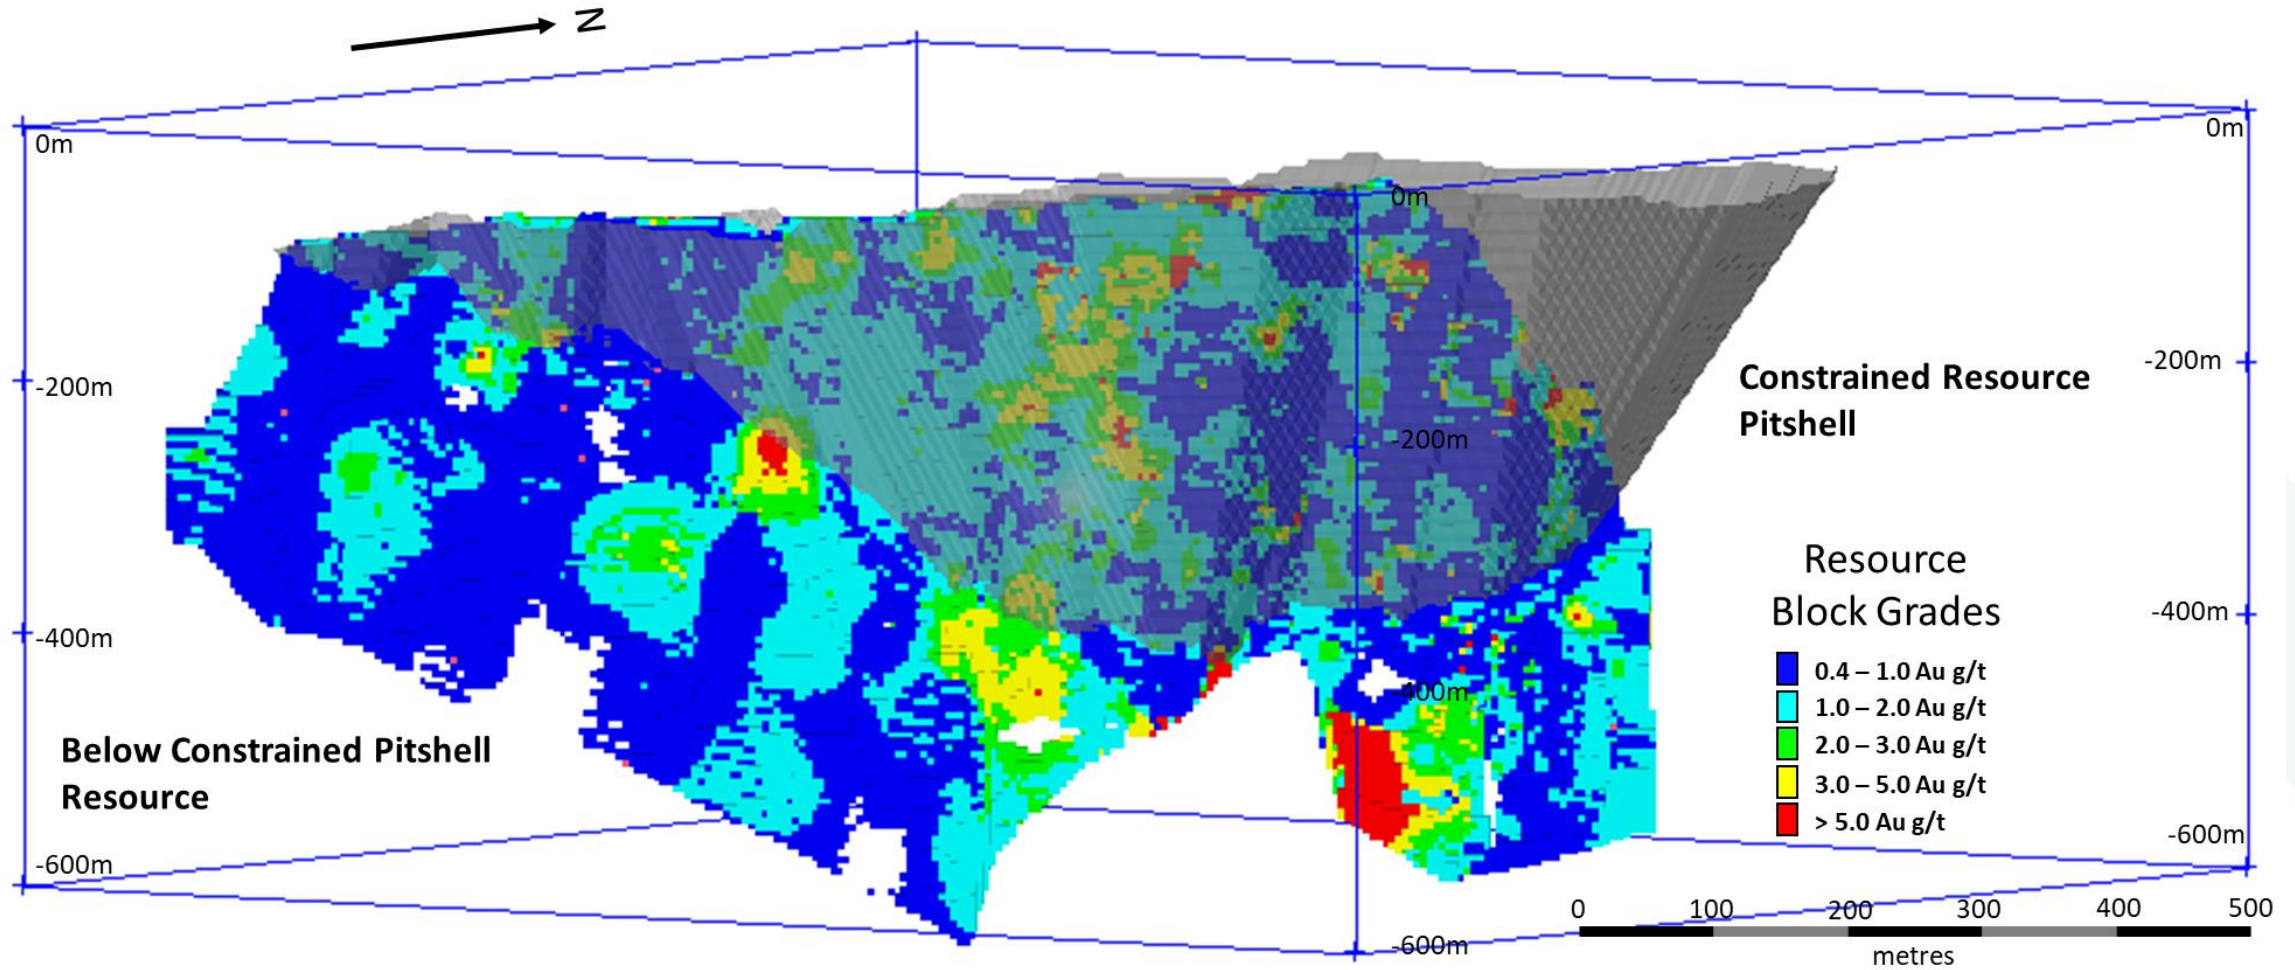 N
0m
0m
0m
-200m
-200m
-200m
Constrained Resource
Pitshell
-400m
-400m
-400m
Below Constrained Pitshell
Resource
Resource
Block Grades
0.4 – 1.0 Au g/t
1.0 – 2.0 Au g/t
2.0 – 3.0 Au g/t
3.0 – 5.0 Au g/t
> 5.0 Au g/t
-600m
-600m
-600m
0 100 200 300 400 500
metres